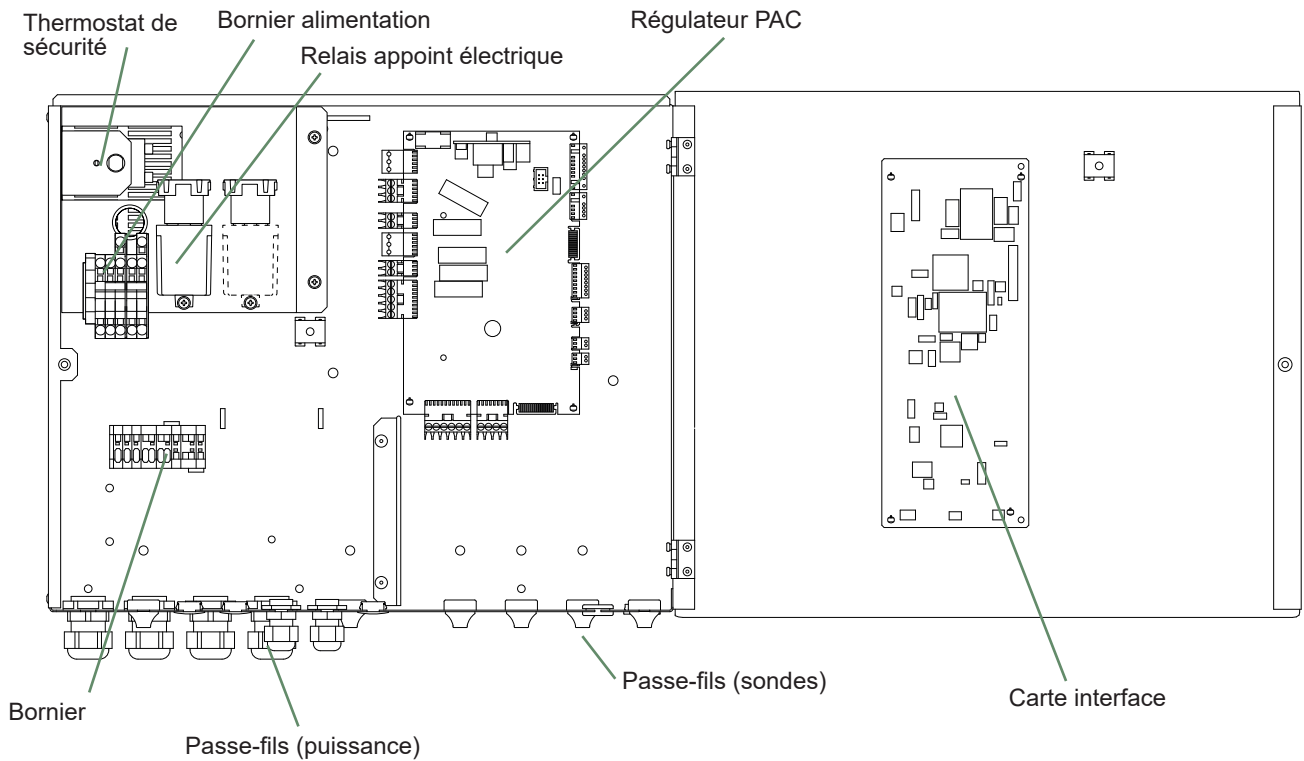 Thermostat de
sécurité
Bornier alimentation
Relais appoint électrique
Régulateur PAC
Passe-fils (sondes)
Carte interface
Bornier
Passe-fils (puissance)